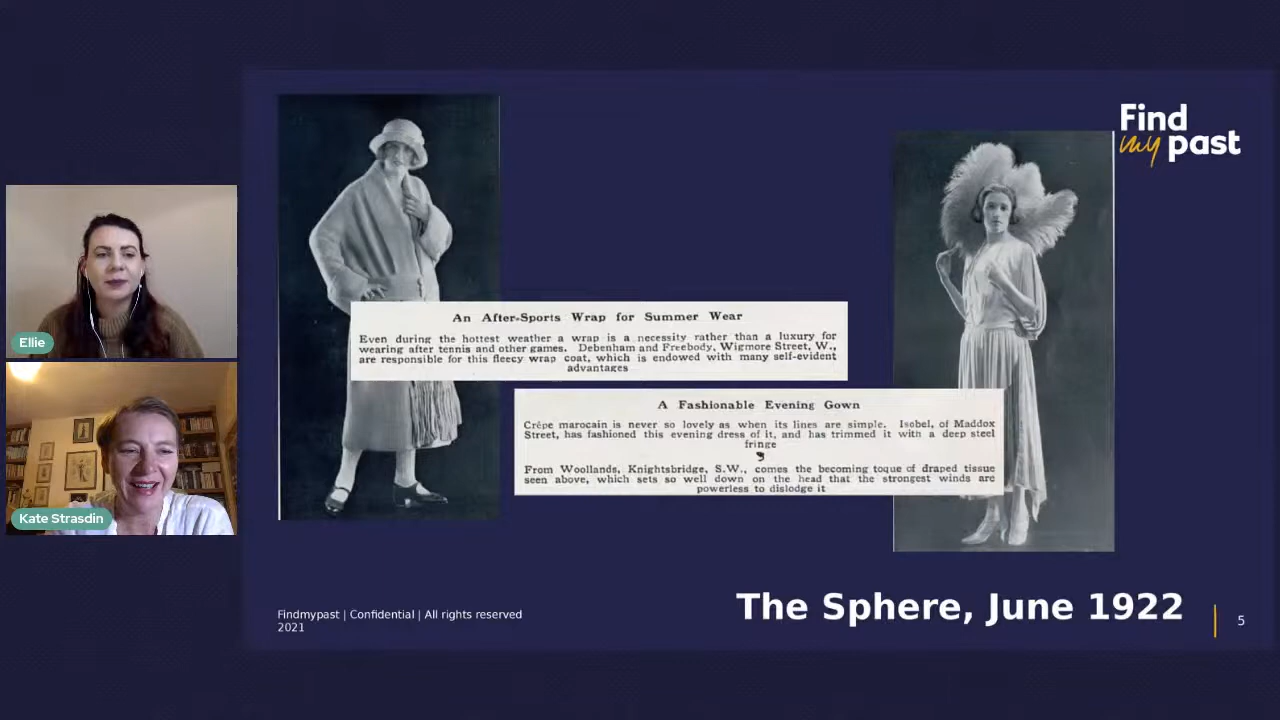 Find
my past
An After-Sports Wrap for Summer Wear
Even during the hottest weather a wrap is a necessity rather than a luxury for
wearing after tennis and other games. Debenham and Freebody, Wigmore Street, W.,
are responsible for this fleecy wrap coat, which is endowed with many self-evident
advantages
A Fashionable Evening Gown
Crêpe marocain is never so lovely as when its lines are simple. Isobel, of Maddox
Street, has fashioned this evening dress of it, and has trimmed it with a deep steel
fringe
From Woollands, Knightsbridge, S.W., comes the becoming toque of draped tissue
seen above, which sets so well down on the head that the strongest winds are
powerless to dislodge it
Ellie
Kate Strasdin
The Sphere, June 1922
Findmypast | Confidential | All rights reserved
2021
5